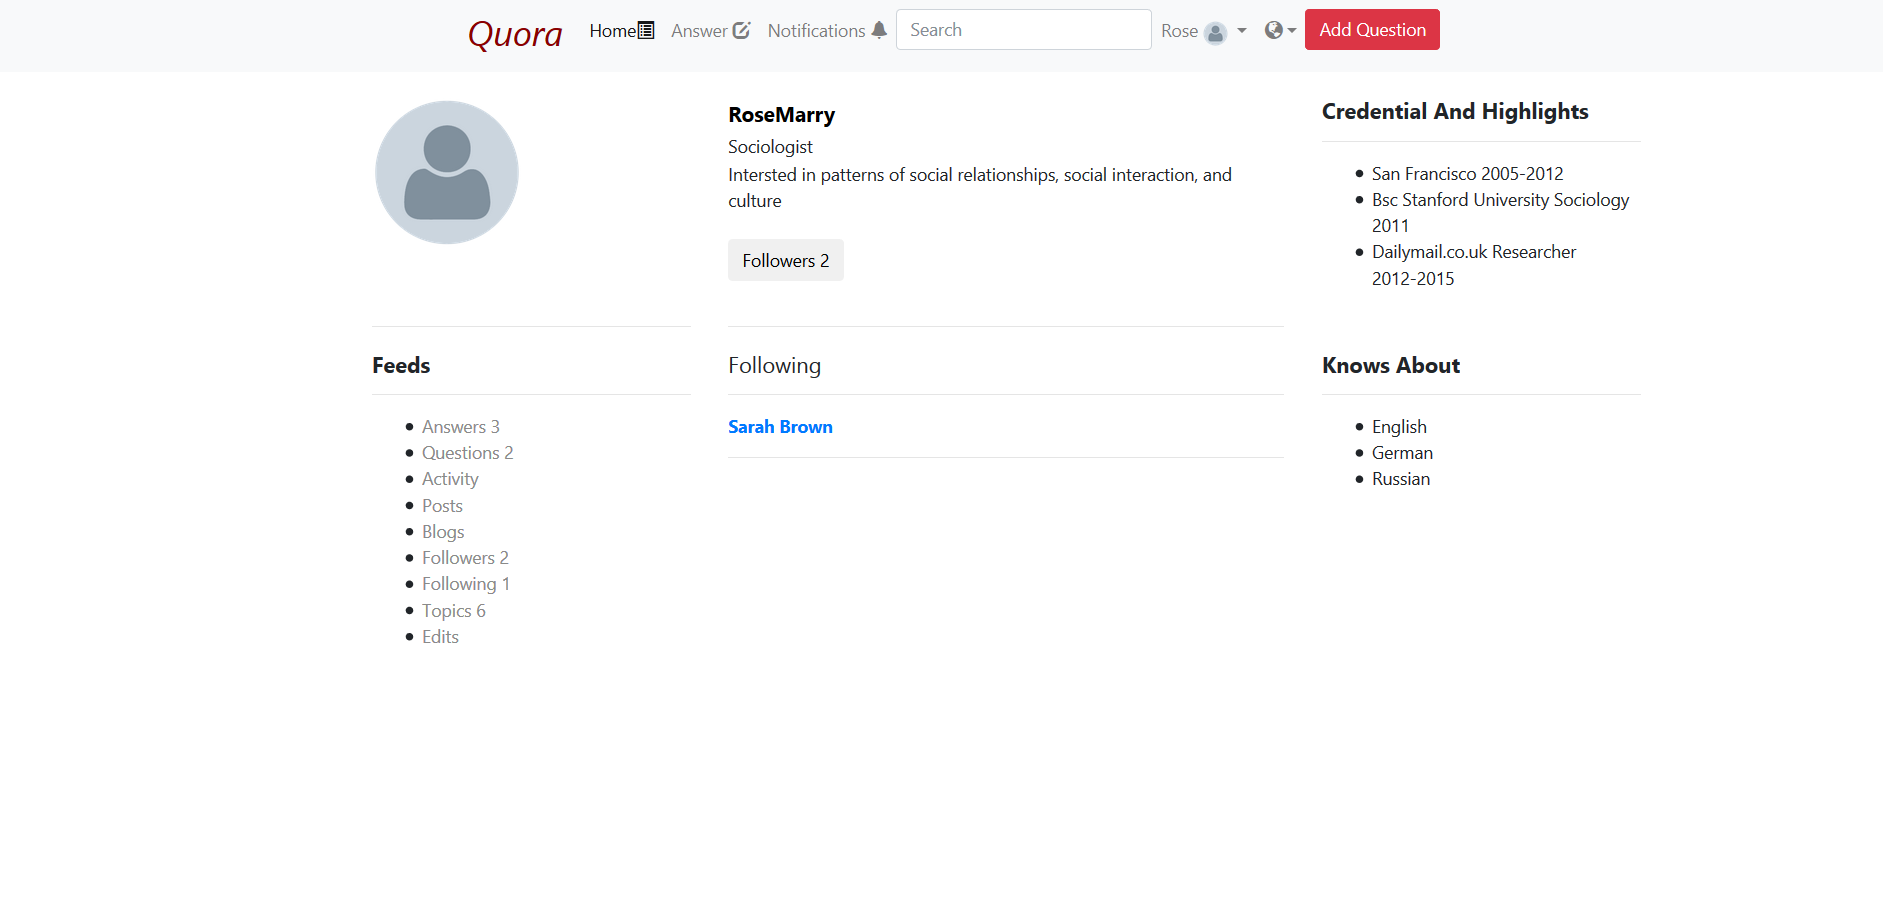 Quora
Home
Answer
Notifications
Search
Rose
Add Question
RoseMarry
Sociologist
Intersted in patterns of social relationships, social interaction, and
culture
Followers 2
Credential And Highlights
San Francisco 2005-2012
Bsc Stanford University Sociology
2011
Dailymail.co.uk Researcher
2012-2015
Feeds
Answers 3
Questions 2
Activity
Posts
Blogs
Followers 2
Following 1
Topics 6
Edits
Following
Sarah Brown
Knows About
English
German
Russian